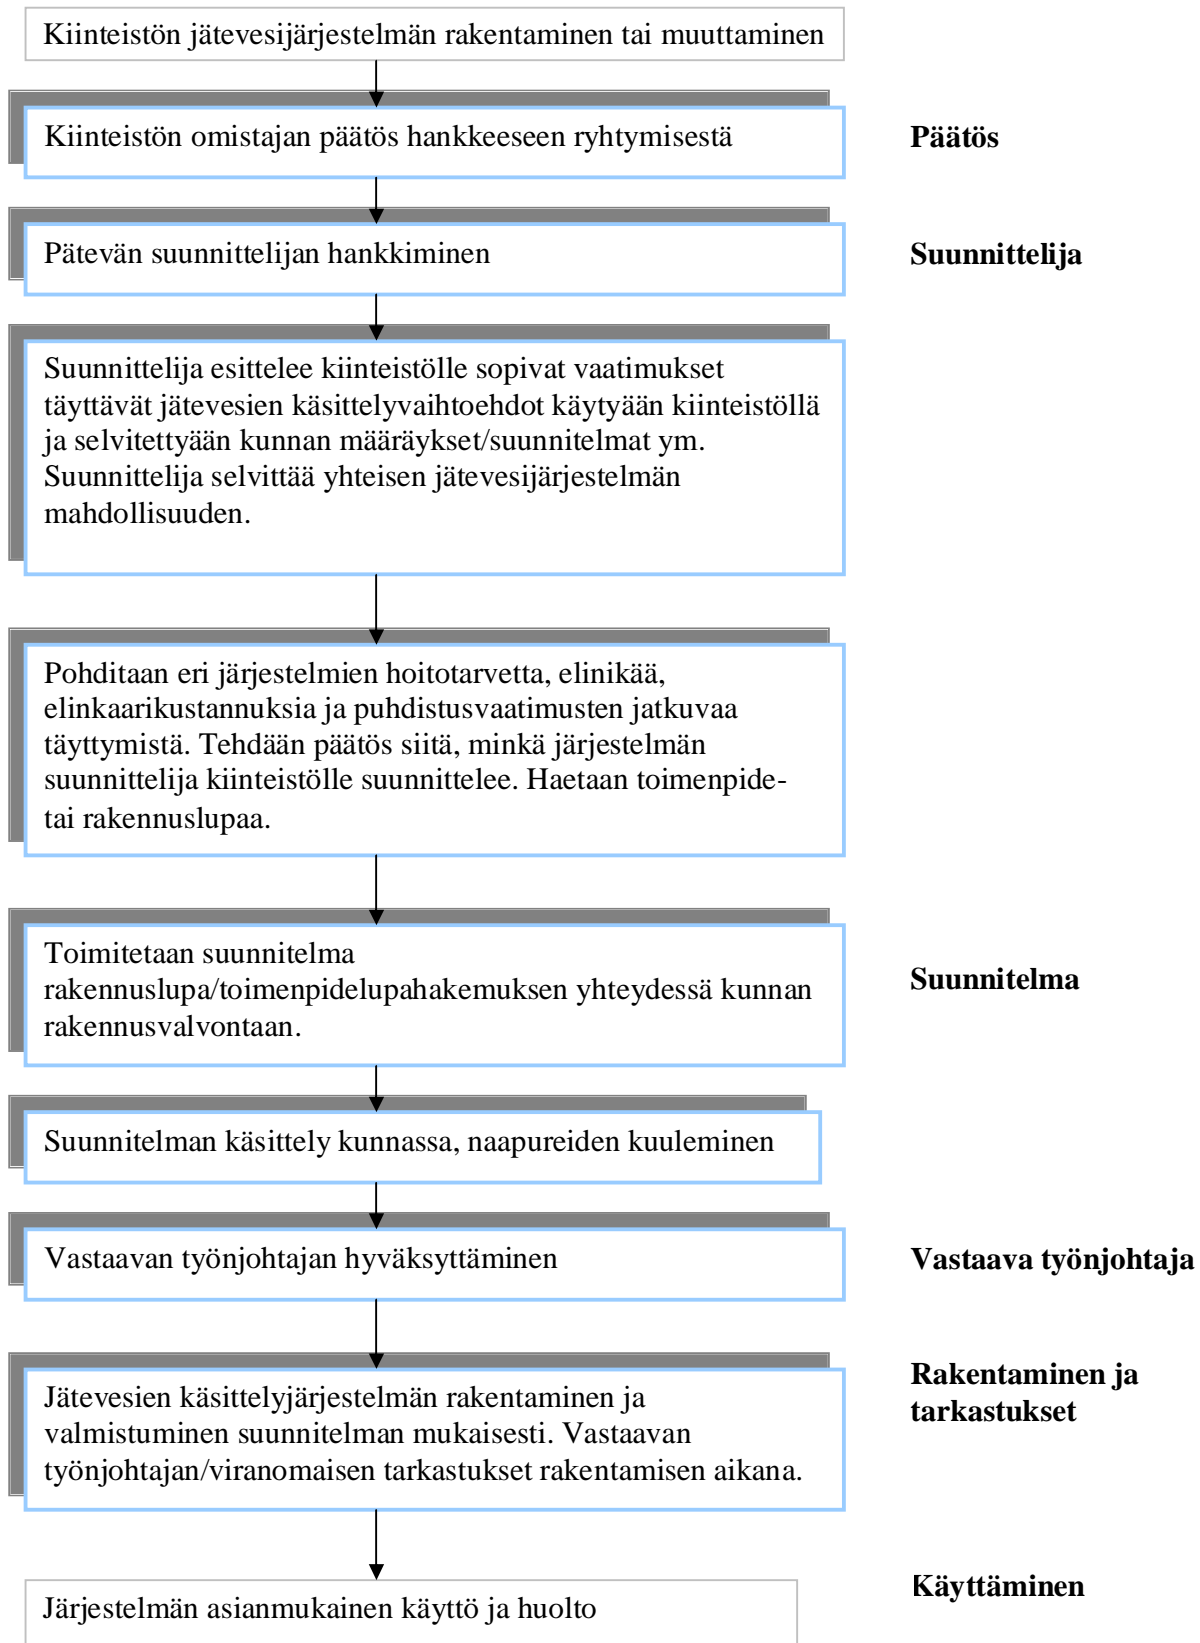 Kiinteistön jätevesijärjestelmän rakentaminen tai muuttaminen
Kiinteistön omistajan päätös hankkeeseen ryhtymisestä
Päätös
Pätevän suunnittelijan hankkiminen
Suunnittelija
Suunnittelija esittelee kiinteistölle sopivat vaatimukset
täyttävät jätevesien käsittelyvaihtoehdot käytyään kiinteistöllä
ja selvitettyään kunnan määräykset/suunnitelmat ym.
Suunnittelija selvittää yhteisen jätevesijärjestelmän
mahdollisuuden.
Pohditaan eri järjestelmien hoitotarvetta, elinikää,
elinkaarikustannuksia ja puhdistusvaatimusten jatkuvaa
täyttymistä. Tehdään päätös siitä, minkä järjestelmän
suunnittelija kiinteistölle suunnittelee. Haetaan toimenpide-
tai rakennuslupaa.
Toimitetaan suunnitelma
rakennuslupa/toimenpidelupahakemuksen yhteydessä kunnan
rakennusvalvontaan.
Suunnitelma
Suunnitelman käsittely kunnassa, naapureiden kuuleminen
Vastaavan työnjohtajan hyväksyttäminen
Vastaava työnjohtaja
Jätevesien käsittelyjärjestelmän rakentaminen ja
valmistuminen suunnitelman mukaisesti. Vastaavan
työnjohtajan/viranomaisen tarkastukset rakentamisen aikana.
Rakentaminen ja
tarkastukset
Järjestelmän asianmukainen käyttö ja huolto
Käyttäminen